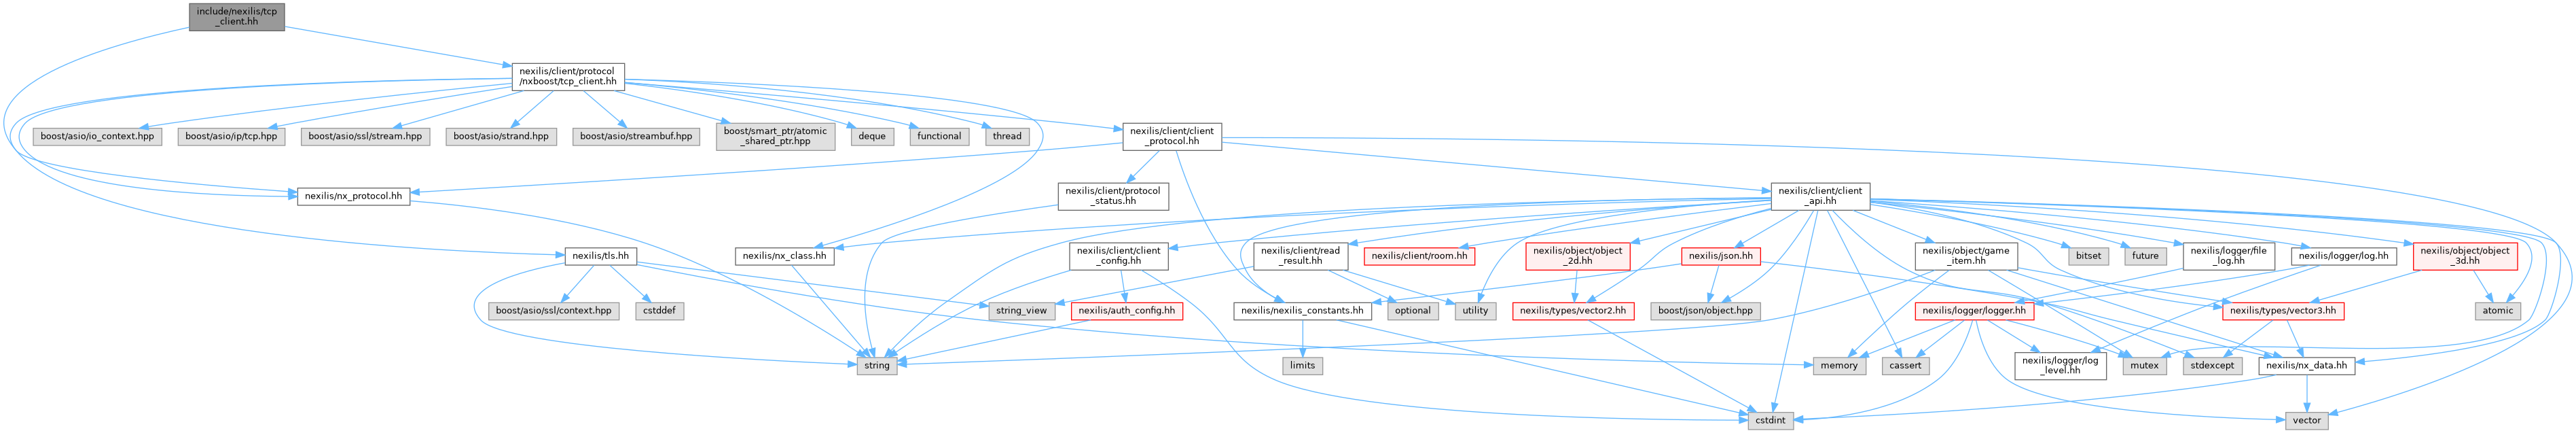 include/nexilis/tcp
_client.hh
nexilis/client/protocol
/nxboost/tcp_client.hh
boost/asio/io_context.hpp
boost/asio/ip/tcp.hpp
boost/asio/ssl/stream.hpp
boost/asio/strand.hpp
boost/asio/streambuf.hpp
boost/smart_ptr/atomic
_shared_ptr.hpp
deque
functional
thread
nexilis/client/client
_protocol.hh
nexilis/nx_protocol.hh
nexilis/client/protocol
_status.hh
nexilis/client/client
_api.hh
nexilis/tls.hh
nexilis/nx_class.hh
nexilis/client/client
_config.hh
nexilis/client/read
_result.hh
nexilis/client/room.hh
nexilis/object/object
_2d.hh
nexilis/json.hh
nexilis/object/game
_item.hh
bitset
future
nexilis/logger/file
_log.hh
nexilis/logger/log.hh
nexilis/object/object
_3d.hh
boost/asio/ssl/context.hpp
cstddef
string_view
nexilis/auth_config.hh
nexilis/nexilis_constants.hh
optional
utility
nexilis/types/vector2.hh
boost/json/object.hpp
nexilis/logger/logger.hh
nexilis/types/vector3.hh
atomic
string
limits
memory
cassert
nexilis/logger/log
_level.hh
mutex
stdexcept
nexilis/nx_data.hh
cstdint
vector